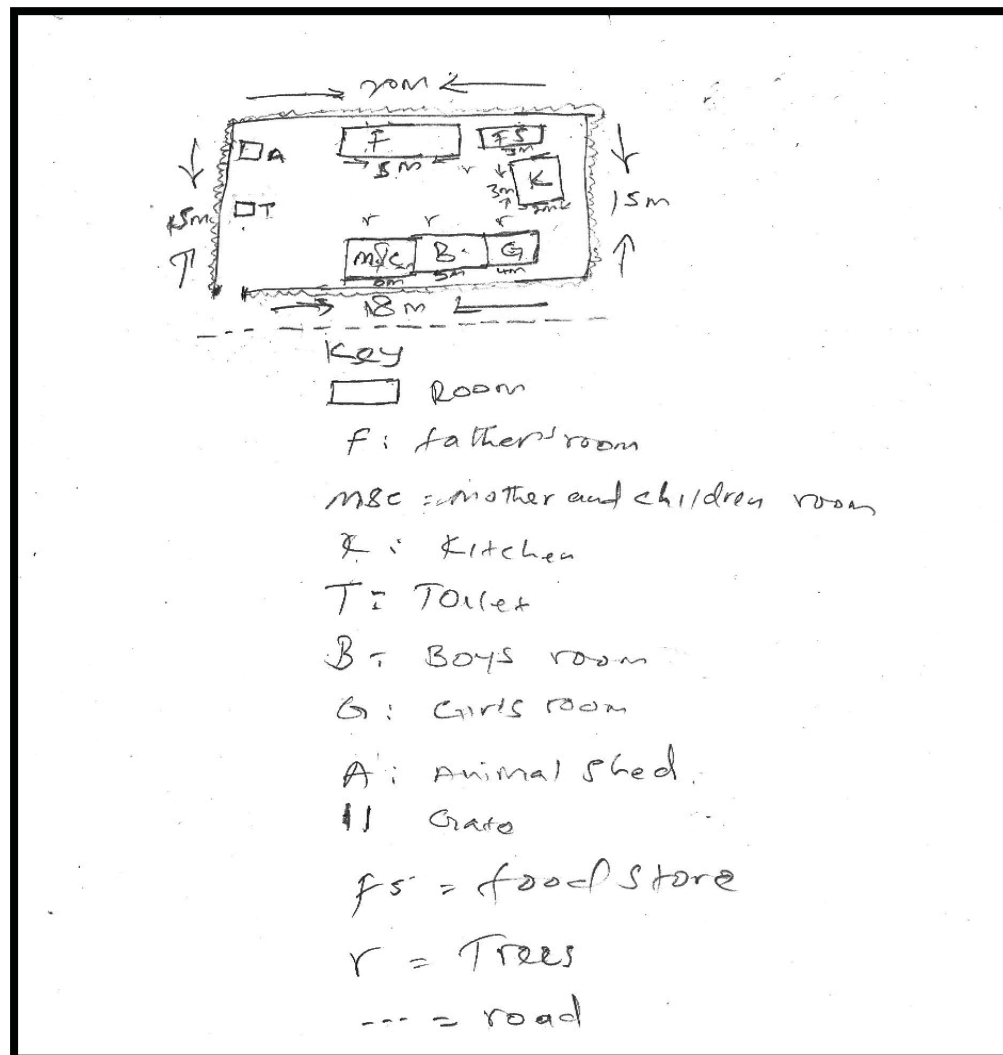 20m
F
FS
A
5m
r
3m
K
3m
15m
15m
T
r r r
M&C B. G
5m 4m
18m
Key
Room
F: father's room
M&C = Mother and children room
K: Kitchen
T= Toilet
B= Boys room
G: Girls room
A: Animal Shed.
Gate
FS = food Store
r = Trees
--- = road